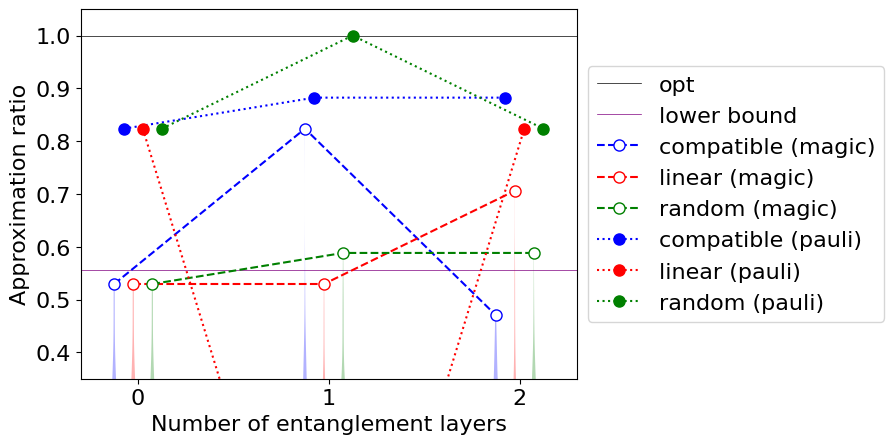 1.0
0.9
0.8
0.7
0.6
0.5
0.4
Approximation ratio
0 1 2
Number of entanglement layers
opt
lower bound
compatible (magic)
linear (magic)
random (magic)
compatible (pauli)
linear (pauli)
random (pauli)